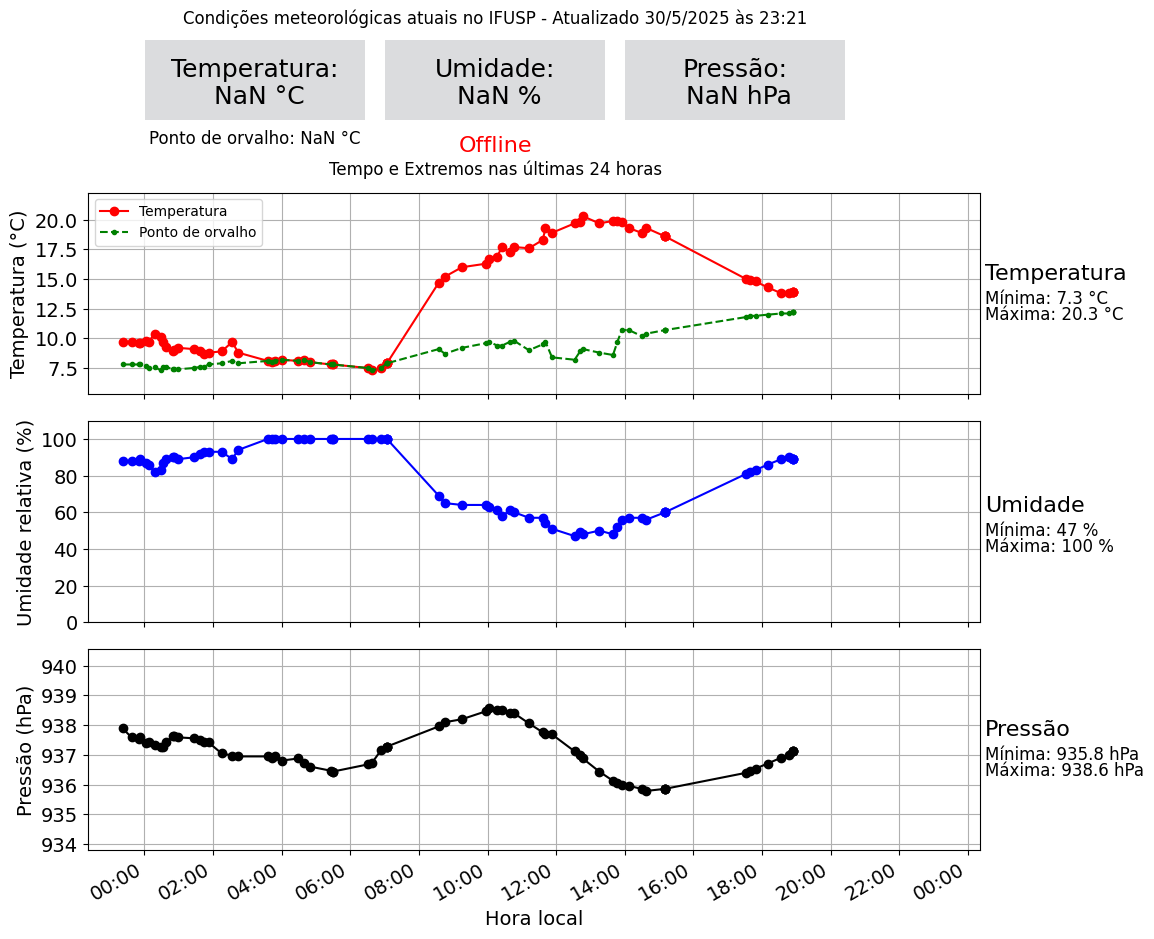 Condições meteorológicas atuais no IFUSP - Atualizado 30/5/2025 às 23:21
Temperatura:
NaN °C
Umidade:
NaN %
Pressão:
NaN hPa
Ponto de orvalho: NaN °C
Offline
Tempo e Extremos nas últimas 24 horas
Temperatura (°C)
20.0
17.5
15.0
12.5
10.0
7.5
Temperatura
Ponto de orvalho
Temperatura
Mínima: 7.3 °C
Máxima: 20.3 °C
Umidade relativa (%)
100
80
60
40
20
0
Umidade
Mínima: 47 %
Máxima: 100 %
Pressão (hPa)
940
939
938
937
936
935
934
Pressão
Mínima: 935.8 hPa
Máxima: 938.6 hPa
00:00 02:00 04:00 06:00 08:00 10:00 12:00 14:00 16:00 18:00 20:00 22:00 00:00
Hora local